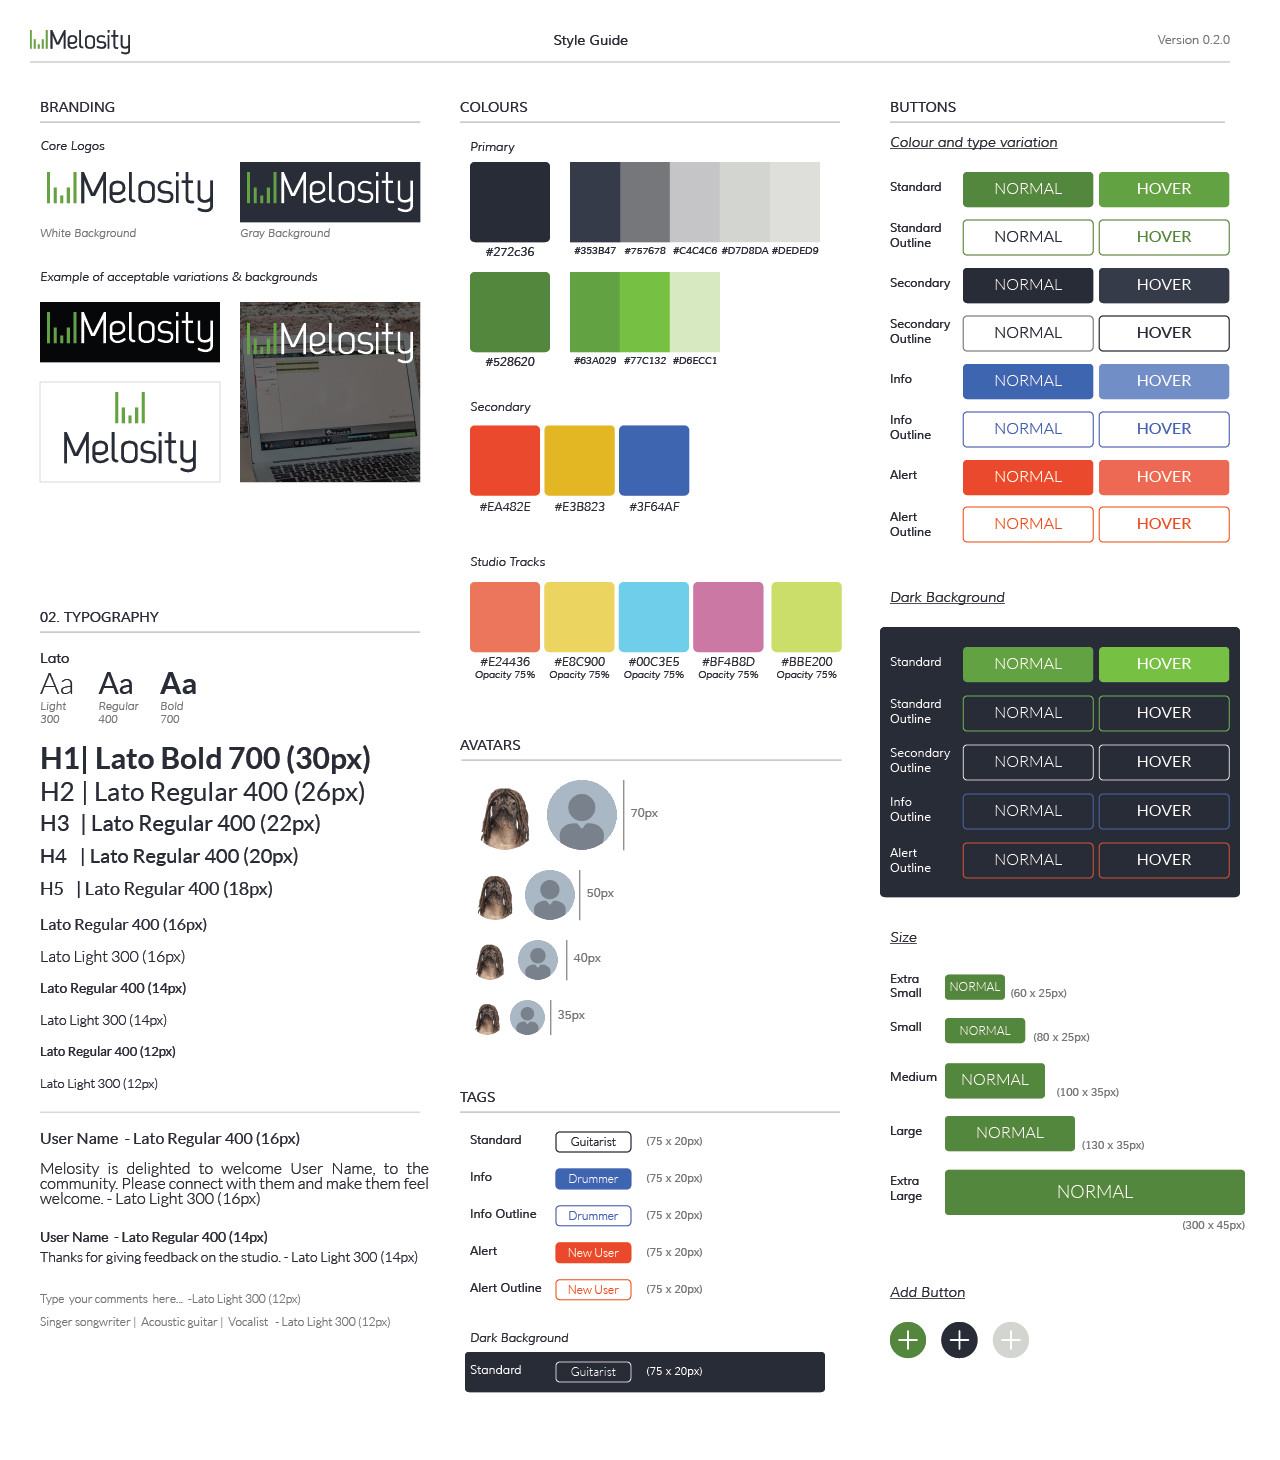 Melosity
Style Guide
Version 0.2.0
BRANDING
Core Logos
Melosity
Melosity
White Background
Gray Background
Example of acceptable variations & backgrounds
Melosity
Melosity
Melosity
02. TYPOGRAPHY
Lato
Aa Aa Aa
Light Regular Bold
300 400 700
H1| Lato Bold 700 (30px)
H2 | Lato Regular 400 (26px)
H3 | Lato Regular 400 (22px)
H4 | Lato Regular 400 (20px)
H5 | Lato Regular 400 (18px)
Lato Regular 400 (16px)
Lato Light 300 (16px)
Lato Regular 400 (14px)
Lato Light 300 (14px)
Lato Regular 400 (12px)
Lato Light 300 (12px)
User Name - Lato Regular 400 (16px)
Melosity is delighted to welcome User Name, to the
community. Please connect with them and make them feel
welcome. - Lato Light 300 (16px)
User Name - Lato Regular 400 (14px)
Thanks for giving feedback on the studio. - Lato Light 300 (14px)
Type your comments here... -Lato Light 300 (12px)
Singer songwriter | Acoustic guitar | Vocalist - Lato Light 300 (12px)
COLOURS
Primary
#272c36
#353B47 #757678 #C4C4C6 #D7D8DA #DEDED9
#528620
#63A029 #77C132 #D6ECC1
Secondary
#EA482E #E3B823 #3F64AF
Studio Tracks
#E24436 #E8C900 #00C3E5 #BF4B8D #BBE200
Opacity 75% Opacity 75% Opacity 75% Opacity 75% Opacity 75%
AVATARS
70px
50px
40px
35px
TAGS
Standard Guitarist (75 x 20px)
Info Drummer (75 x 20px)
Info Outline Drummer (75 x 20px)
Alert New User (75 x 20px)
Alert Outline New User (75 x 20px)
Dark Background
Standard Guitarist (75 x 20px)
BUTTONS
Colour and type variation
Standard NORMAL HOVER
Standard
Outline
NORMAL HOVER
Secondary NORMAL HOVER
Secondary
Outline
NORMAL HOVER
Info NORMAL HOVER
Info
Outline
NORMAL HOVER
Alert NORMAL HOVER
Alert
Outline
NORMAL HOVER
Dark Background
Standard NORMAL HOVER
Standard
Outline
NORMAL HOVER
Secondary
Outline
NORMAL HOVER
Info
Outline
NORMAL HOVER
Alert
Outline
NORMAL HOVER
Size
Extra
Small
NORMAL (60 x 25px)
Small NORMAL (80 x 25px)
Medium NORMAL (100 x 35px)
Large NORMAL (130 x 35px)
Extra
Large
NORMAL
(300 x 45px)
Add Button